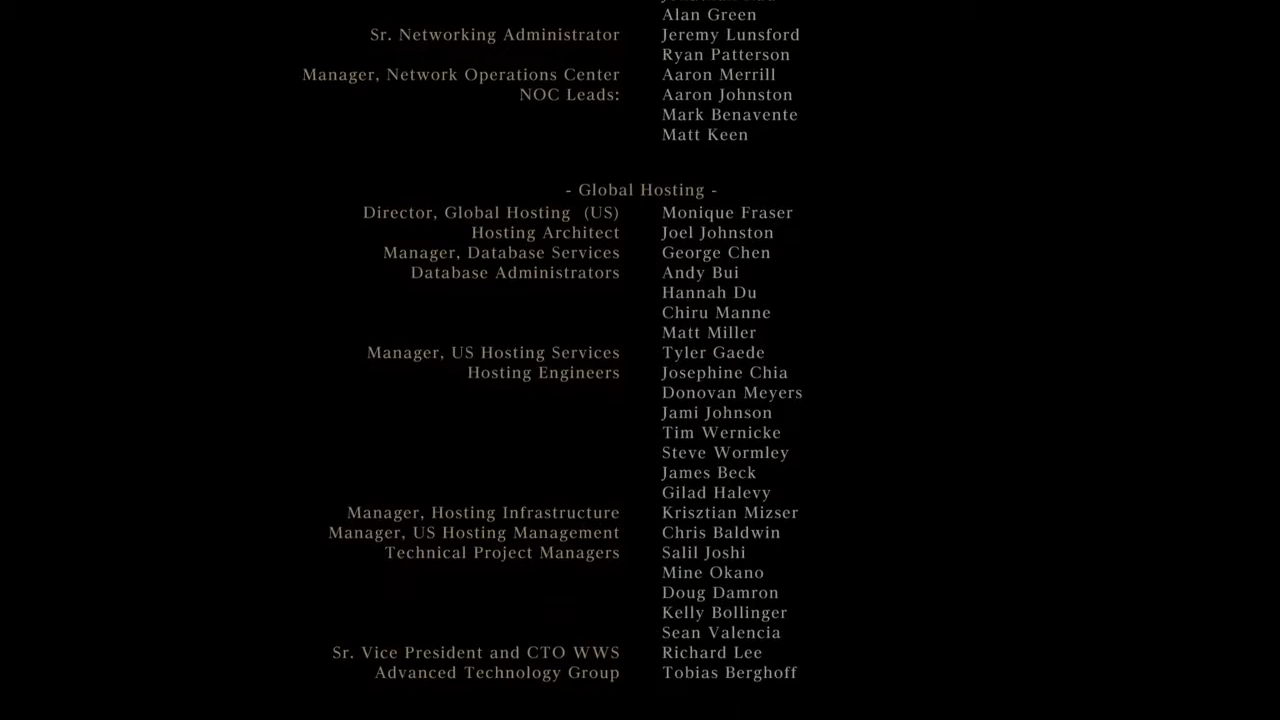 Alan Green
Sr. Networking Administrator Jeremy Lunsford
Ryan Patterson
Manager, Network Operations Center Aaron Merrill
NOC Leads: Aaron Johnston
Mark Benavente
Matt Keen
- Global Hosting -
Director, Global Hosting (US) Monique Fraser
Hosting Architect Joel Johnston
Manager, Database Services George Chen
Database Administrators Andy Bui
Hannah Du
Chiru Manne
Matt Miller
Manager, US Hosting Services Tyler Gaede
Hosting Engineers Josephine Chia
Donovan Meyers
Jami Johnson
Tim Wernicke
Steve Wormley
James Beck
Gilad Halevy
Manager, Hosting Infrastructure Krisztian Mizser
Manager, US Hosting Management Chris Baldwin
Technical Project Managers Salil Joshi
Mine Okano
Doug Damron
Kelly Bollinger
Sean Valencia
Sr. Vice President and CTO WWS Richard Lee
Advanced Technology Group Tobias Berghoff